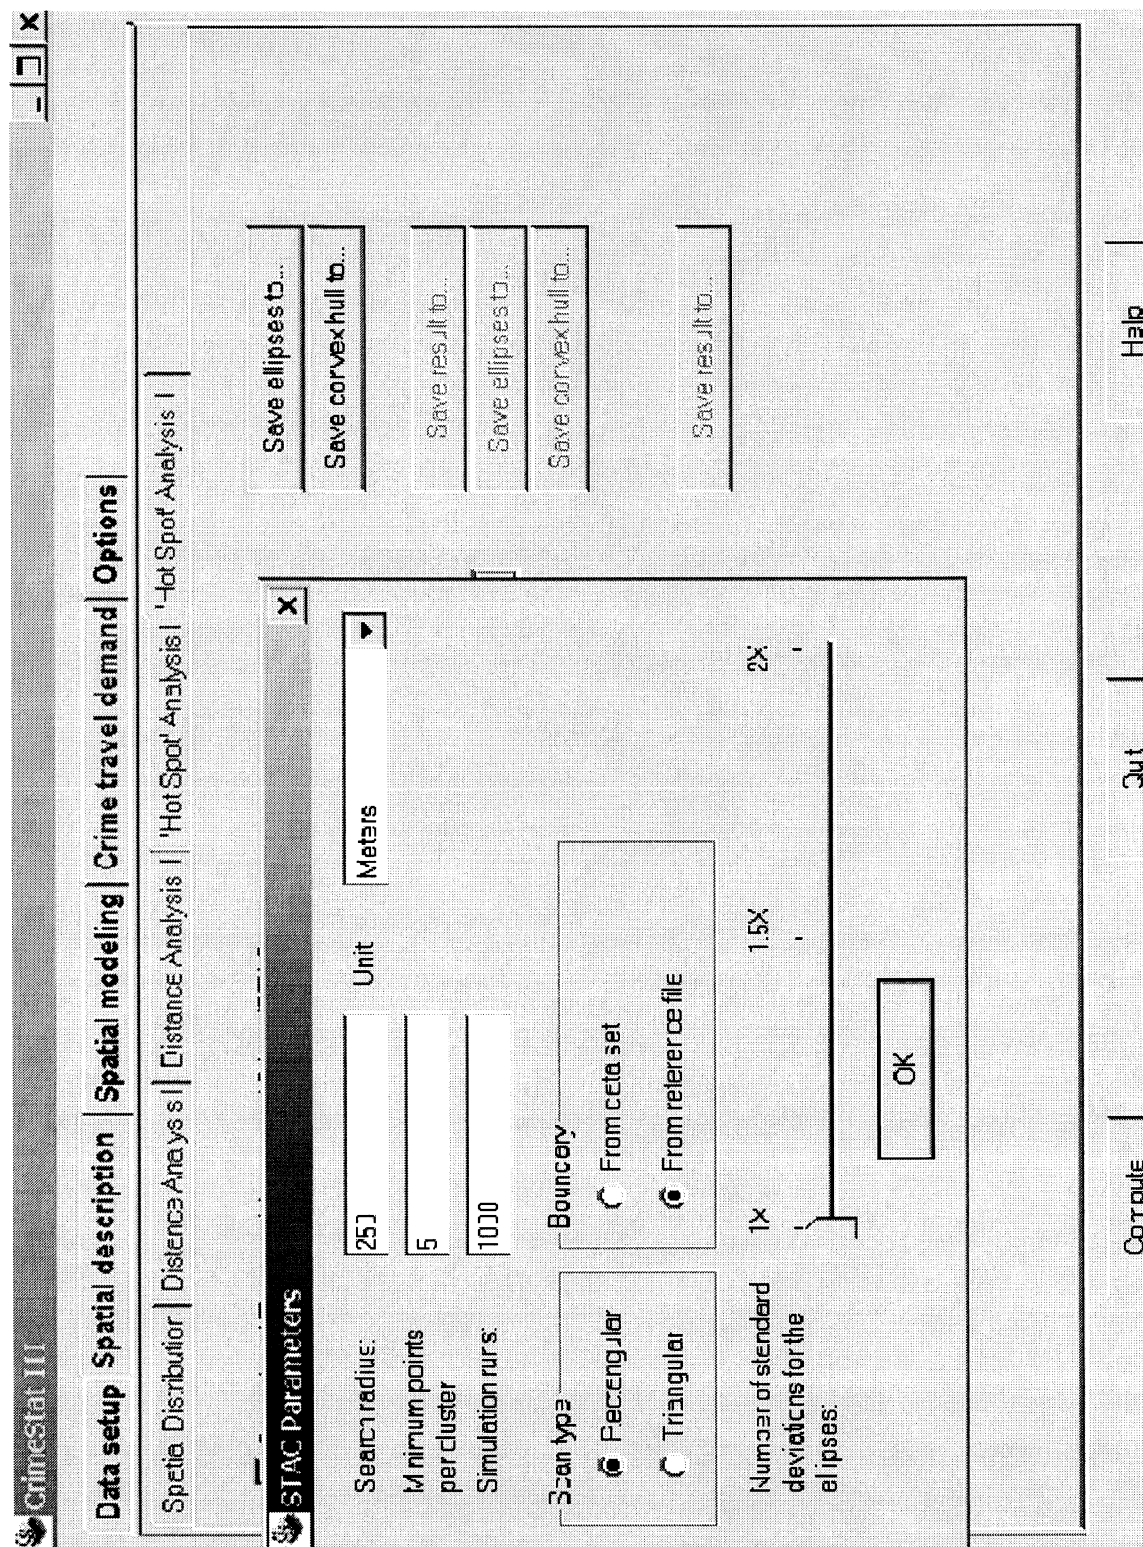 CrimeStat III
Data setup
Spatial description
Spatial modeling
Crime travel demand
Options
Spatial Distribution
Distance Analysis I
Distance Analysis I
'Hot Spot' Analysis I
'Hot Spot' Analysis I
Save ellipses to...
Save convex hull to...
Save result to...
Save ellipses to...
Save convex hull to...
Save result to...
STAC Parameters
Search radius:
250
Unit
Meters
Minimum points
per cluster
5
Simulation runs:
1000
Scan type
Rectangular
Triangular
Boundary
From data set
From reference file
Number of standard
deviations for the
ellipses:
1X
1.5X
2X
OK
Compute
Quit
Help